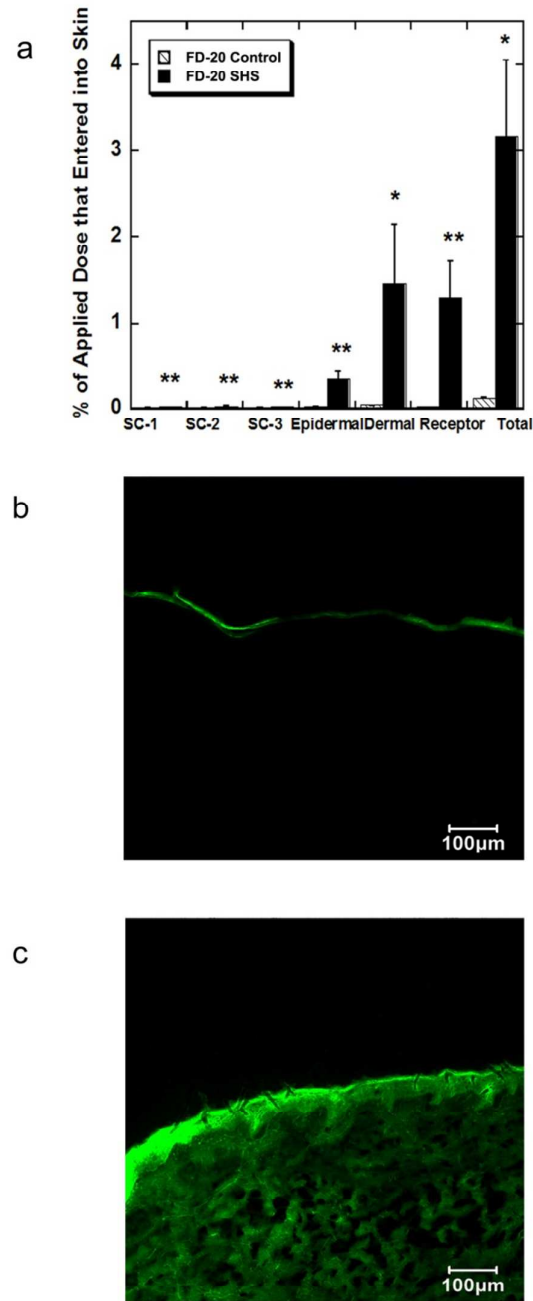 a
% of Applied Dose that Entered into Skin
4
3
2
1
0
FD-20 Control
FD-20 SHS
*
*
**
**
** ** **
SC-1 SC-2 SC-3 Epidermal Dermal Receptor Total
b
100µm
c
100µm